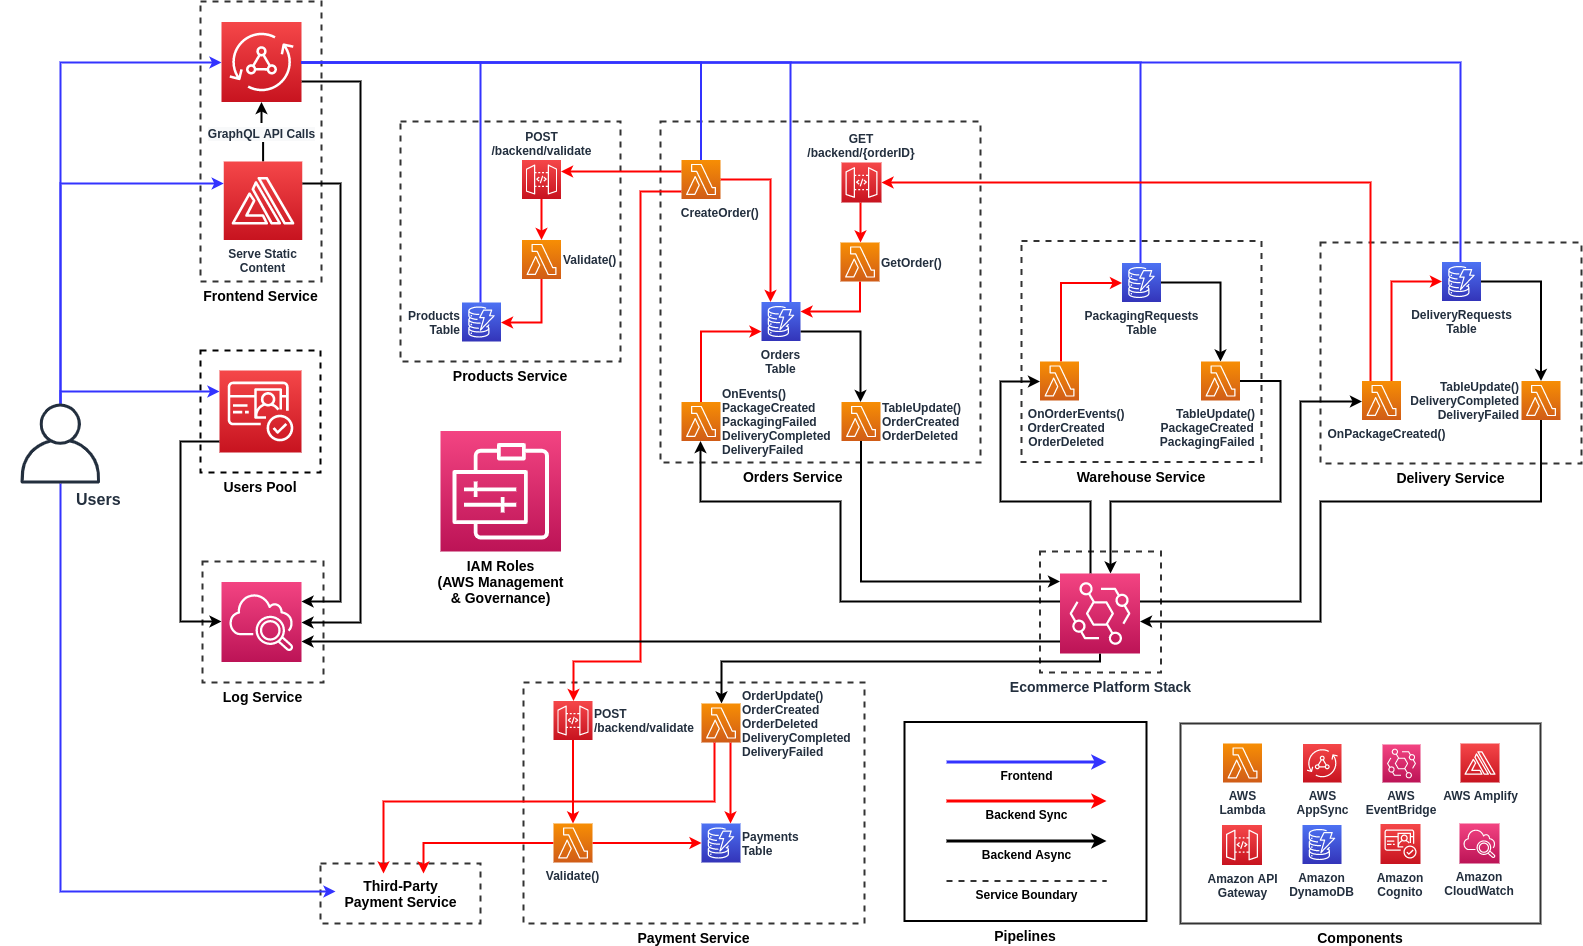 GraphQL API Calls
Serve Static
Content
Frontend Service
Users Pool
Users
Log Service
POST
/backend/validate
Validate()
Products
Table
Products Service
IAM Roles
(AWS Management
& Governance)
CreateOrder()
GET
/backend/{orderID}
GetOrder()
Orders
Table
OnEvents()
PackageCreated
PackagingFailed
DeliveryCompleted
DeliveryFailed
TableUpdate()
OrderCreated
OrderDeleted
Orders Service
PackagingRequests
Table
OnOrderEvents()
OrderCreated
OrderDeleted
TableUpdate()
PackageCreated
PackagingFailed
Warehouse Service
DeliveryRequests
Table
TableUpdate()
DeliveryCompleted
DeliveryFailed
OnPackageCreated()
Delivery Service
Ecommerce Platform Stack
POST
/backend/validate
OrderUpdate()
OrderCreated
OrderDeleted
DeliveryCompleted
DeliveryFailed
Validate()
Payments
Table
Third-Party
Payment Service
Payment Service
Frontend
Backend Sync
Backend Async
Service Boundary
Pipelines
AWS
Lambda
AWS
AppSync
AWS
EventBridge
AWS Amplify
Amazon API
Gateway
Amazon
DynamoDB
Amazon
Cognito
Amazon
CloudWatch
Components